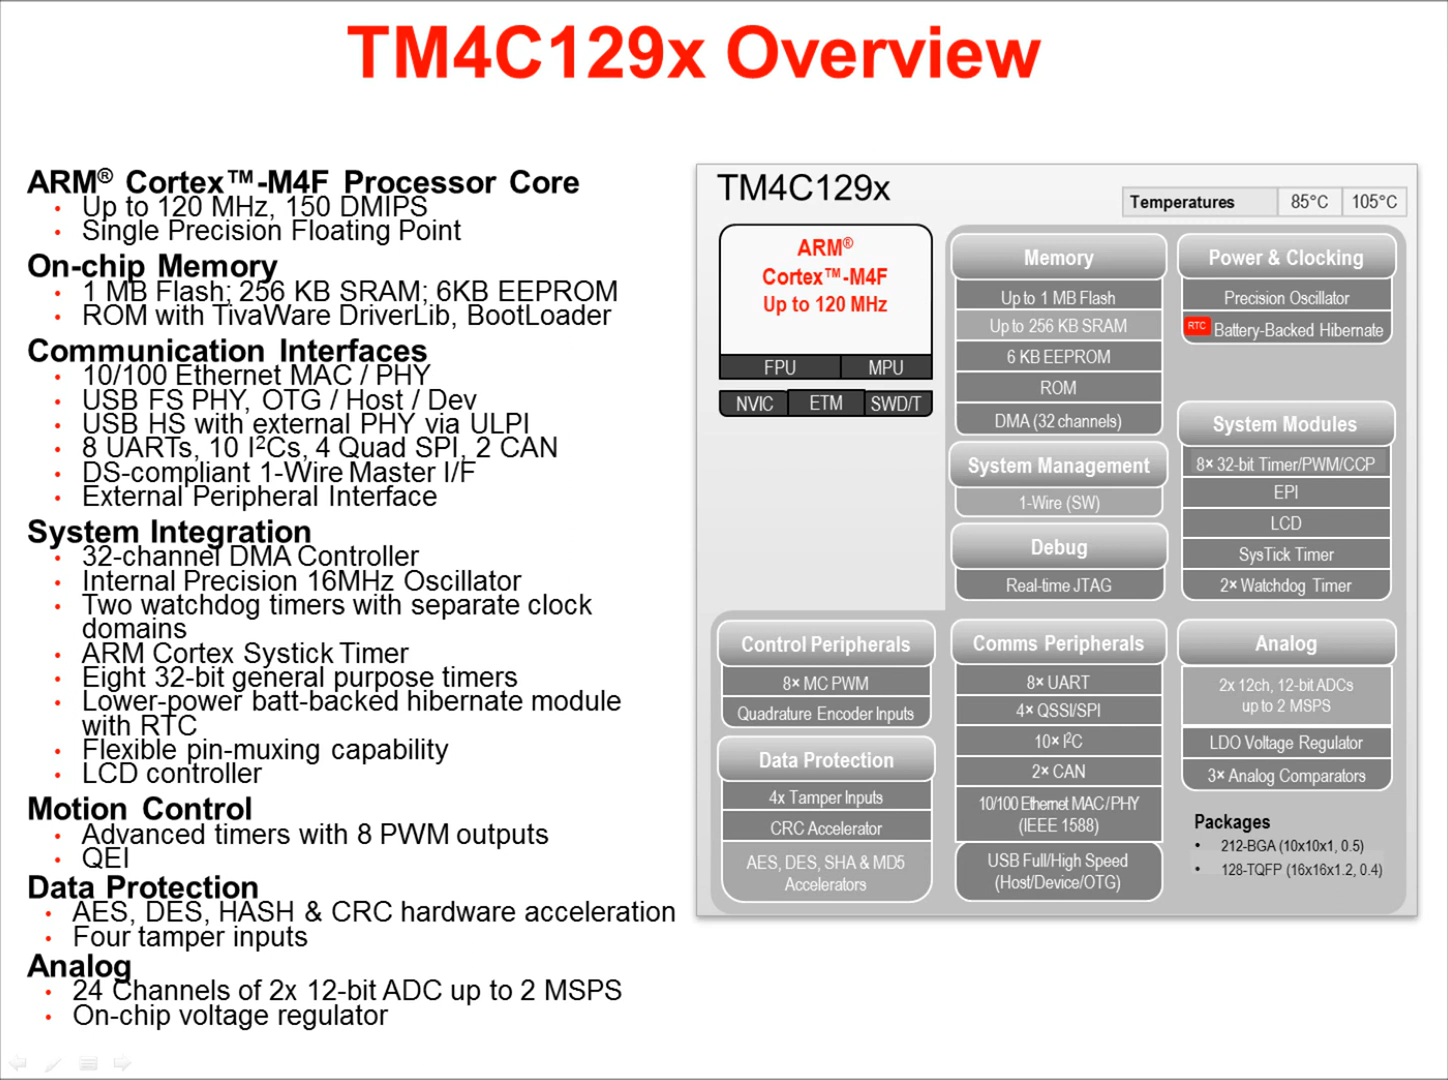 TM4C129x Overview
ARM® Cortex™-M4F Processor Core
• Up to 120 MHz, 150 DMIPS
• Single Precision Floating Point
On-chip Memory
• 1 MB Flash; 256 KB SRAM; 6KB EEPROM
• ROM with TivaWare DriverLib, BootLoader
Communication Interfaces
• 10/100 Ethernet MAC / PHY
• USB FS PHY, OTG / Host / Dev
• USB HS with external PHY via ULPI
• 8 UARTs, 10 I²Cs, 4 Quad SPI, 2 CAN
• DS-compliant 1-Wire Master I/F
• External Peripheral Interface
System Integration
• 32-channel DMA Controller
• Internal Precision 16MHz Oscillator
• Two watchdog timers with separate clock
domains
• ARM Cortex Systick Timer
• Eight 32-bit general purpose timers
• Lower-power batt-backed hibernate module
with RTC
• Flexible pin-muxing capability
• LCD controller
Motion Control
• Advanced timers with 8 PWM outputs
• QEI
Data Protection
• AES, DES, HASH & CRC hardware acceleration
• Four tamper inputs
Analog
• 24 Channels of 2x 12-bit ADC up to 2 MSPS
• On-chip voltage regulator
TM4C129x
Temperatures 85°C 105°C
ARM®
Cortex™-M4F
Up to 120 MHz
FPU MPU
NVIC ETM SWD/T
Memory
Up to 1 MB Flash
Up to 256 KB SRAM
6 KB EEPROM
ROM
DMA (32 channels)
System Management
1-Wire (SW)
Debug
Real-time JTAG
Power & Clocking
Precision Oscillator
RTC Battery-Backed Hibernate
System Modules
8× 32-bit Timer/PWM/CCP
EPI
LCD
SysTick Timer
2× Watchdog Timer
Control Peripherals
8× MC PWM
Quadrature Encoder Inputs
Data Protection
4x Tamper Inputs
CRC Accelerator
AES, DES, SHA & MD5
Accelerators
Comms Peripherals
8× UART
4× QSSI/SPI
10× I²C
2× CAN
10/100 Ethernet MAC/PHY
(IEEE 1588)
USB Full/High Speed
(Host/Device/OTG)
Analog
2x 12ch, 12-bit ADCs
up to 2 MSPS
LDO Voltage Regulator
3× Analog Comparators
Packages
• 212-BGA (10x10x1, 0.5)
• 128-TQFP (16x16x1.2, 0.4)